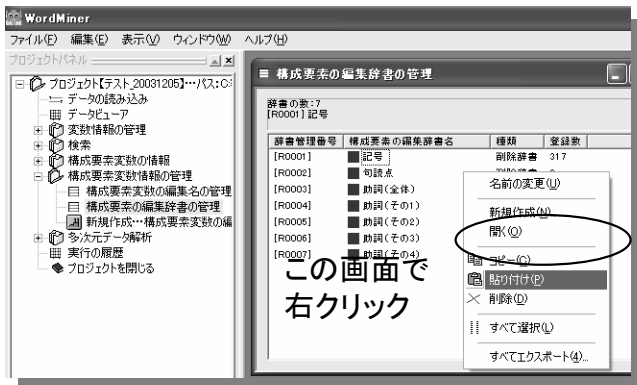 WordMiner
ファイル(F) 編集(E) 表示(V) ウィンドウ(W) ヘルプ(H)
プロジェクトパネル
プロジェクト【テスト_20031205】…パス:C:
データの読み込み
データビューア
変数情報の管理
検索
構成要素変数の情報
構成要素変数情報の管理
構成要素変数の編集名の管理
構成要素の編集辞書の管理
新規作成…構成要素変数の編
多次元データ解析
実行の履歴
プロジェクトを閉じる
構成要素の編集辞書の管理
辞書の数:7
[R0001] 記号
辞書管理番号 構成要素の編集辞書名 種類 登録数
[R0001] 記号 削除辞書 317
[R0002] 句読点
[R0003] 助詞(全体)
[R0004] 助詞(その1)
[R0005] 助詞(その2)
[R0006] 助詞(その3)
[R0007] 助詞(その4)
名前の変更(U)
新規作成(N)
開く(O)
コピー(C)
貼り付け(P)
削除(D)
すべて選択(L)
すべてエクスポート(4)...
この画面で
右クリック